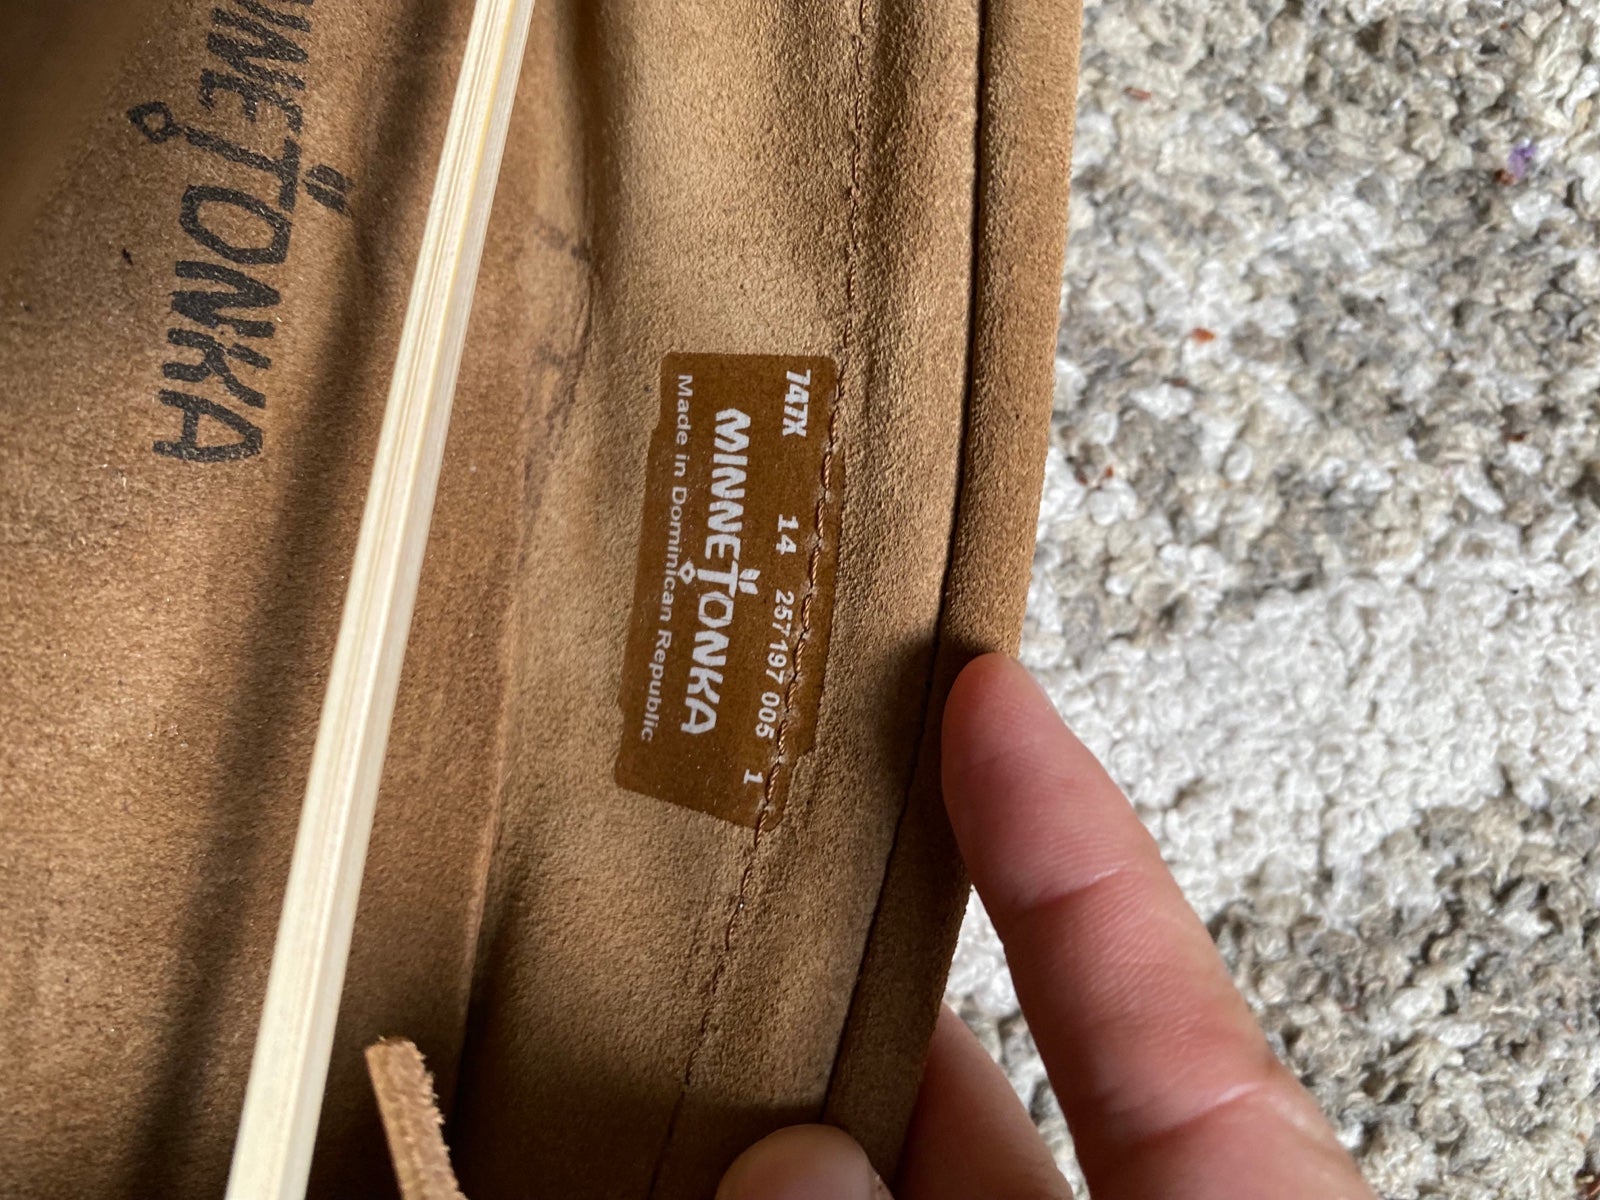 MINNETONKA
747X 14 257197 005 1
MINNETONKA
Made in Dominican Republic